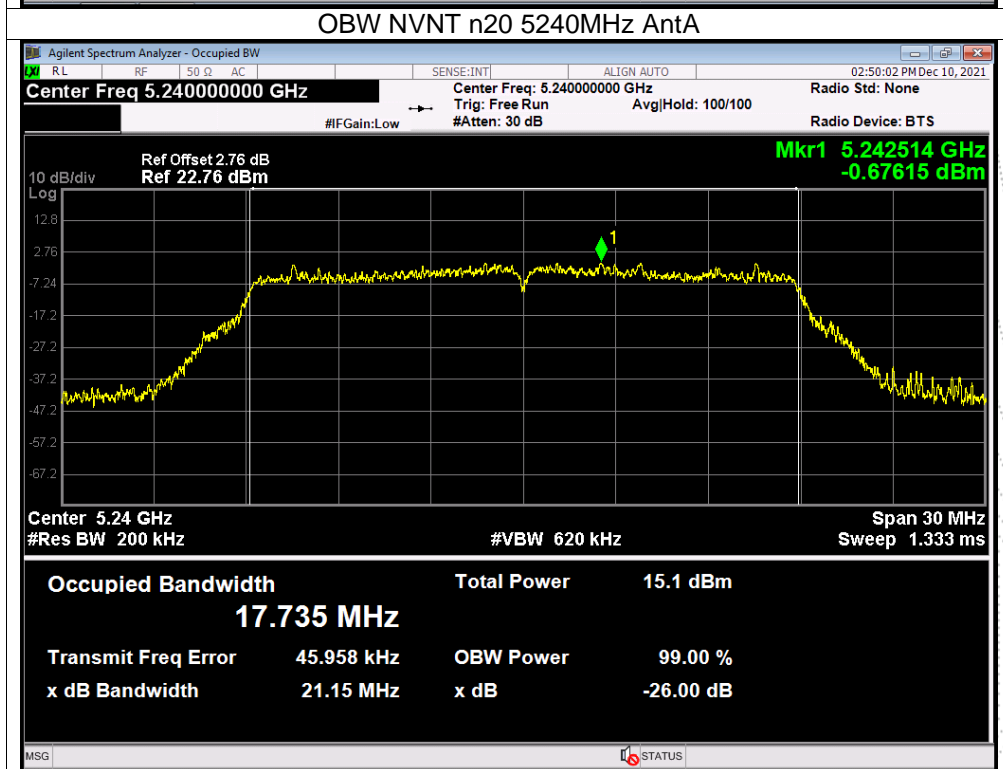 OBW NVNT n20 5240MHz AntA
Agilent Spectrum Analyzer - Occupied BW
LXI RL RF 50 Ω AC SENSE:INT ALIGN AUTO 02:50:02 PM Dec 10, 2021
Center Freq 5.240000000 GHz Center Freq: 5.240000000 GHz Radio Std: None
Trig: Free Run Avg|Hold: 100/100
#IFGain:Low #Atten: 30 dB Radio Device: BTS
Mkr1 5.242514 GHz
-0.67615 dBm
Ref Offset 2.76 dB
10 dB/div Ref 22.76 dBm
Log
12.8
1
2.76
-7.24
-17.2
-27.2
-37.2
-47.2
-57.2
-67.2
Center 5.24 GHz Span 30 MHz
#Res BW 200 kHz #VBW 620 kHz Sweep 1.333 ms
Occupied Bandwidth Total Power 15.1 dBm
17.735 MHz
Transmit Freq Error 45.958 kHz OBW Power 99.00 %
x dB Bandwidth 21.15 MHz x dB -26.00 dB
MSG STATUS